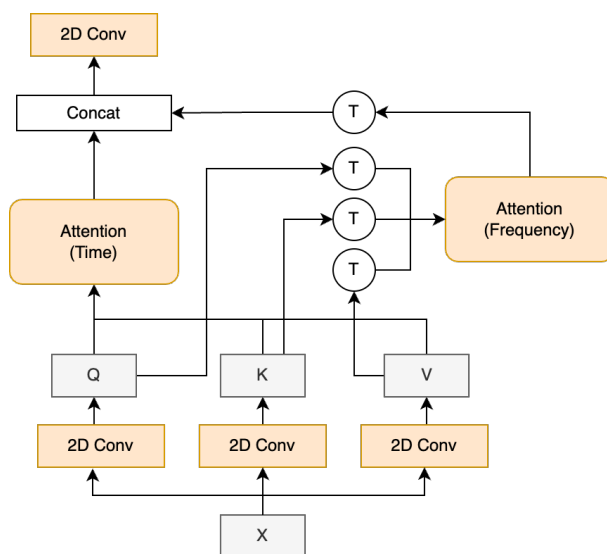 2D Conv
Concat
T
T
Attention
(Time)
T
Attention
(Frequency)
T
Q
K
V
2D Conv
2D Conv
2D Conv
X